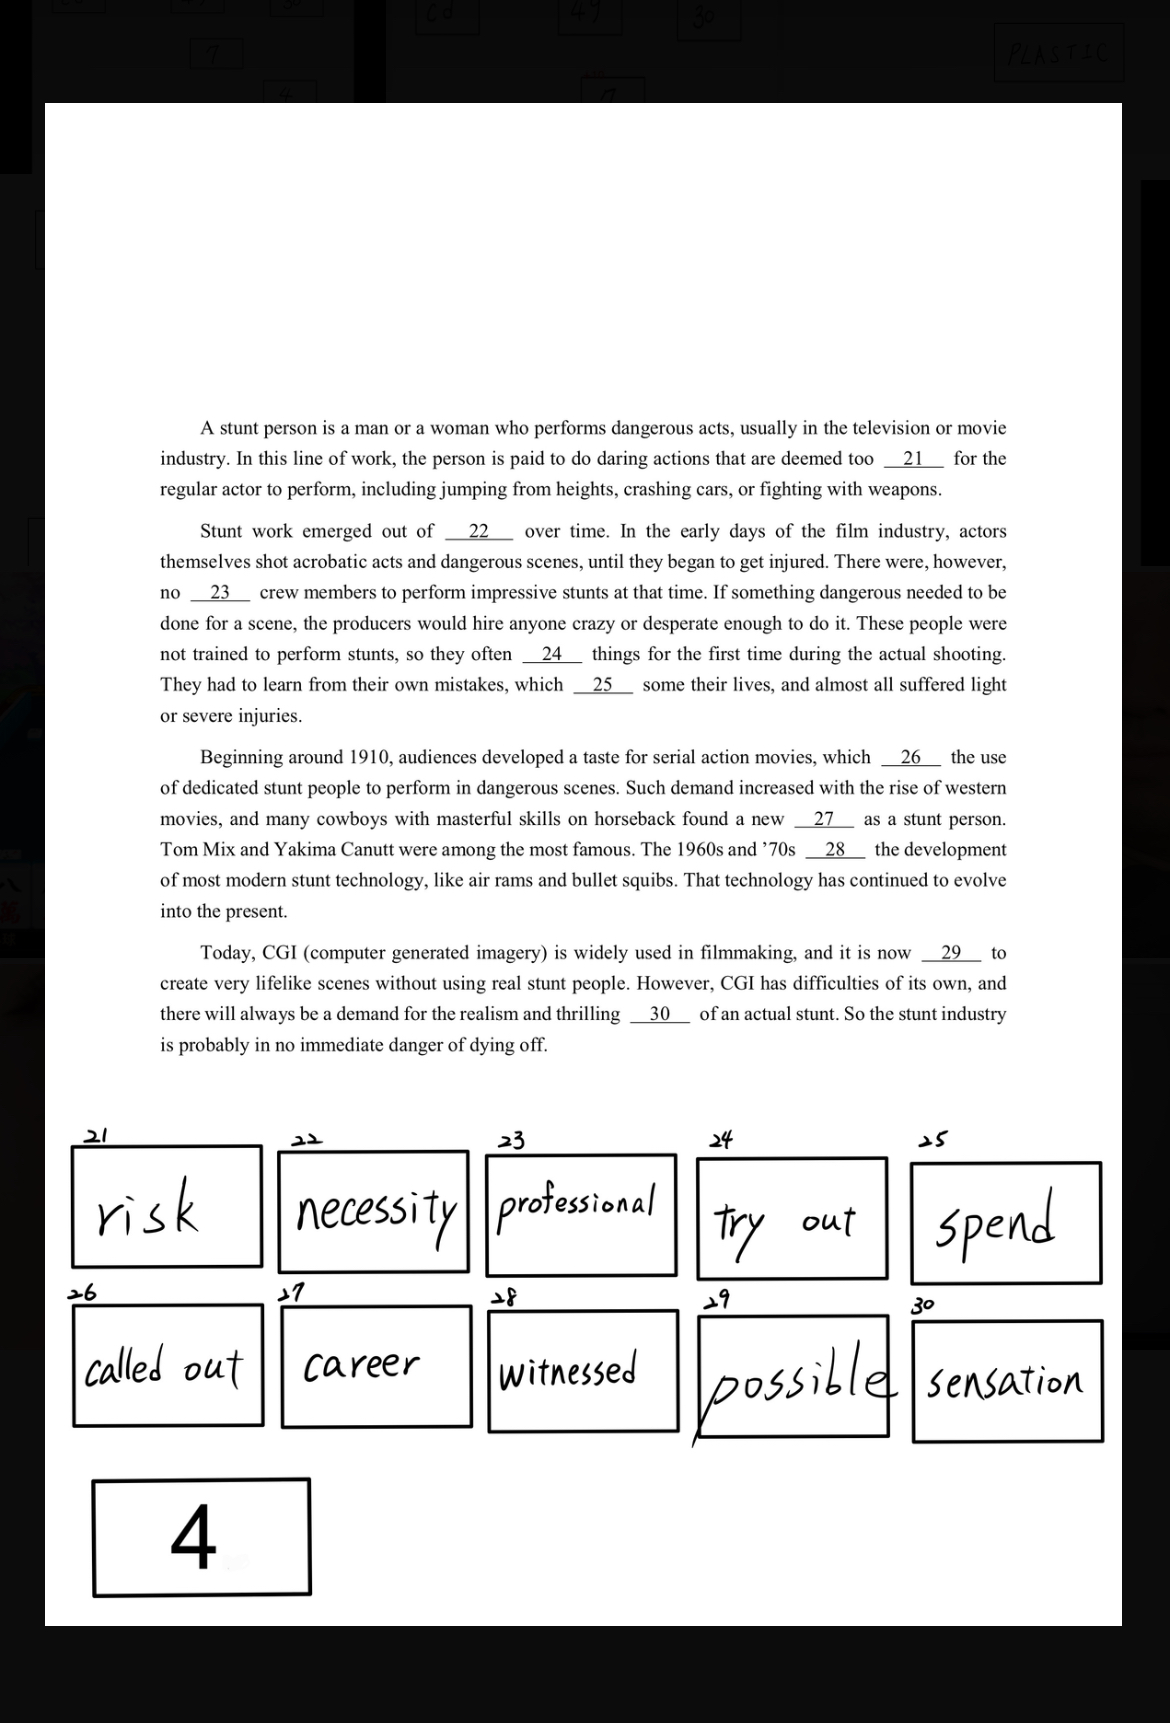 cd
49
30
7
PLASTIC
A stunt person is a man or a woman who performs dangerous acts, usually in the television or movie
industry. In this line of work, the person is paid to do daring actions that are deemed too 21 for the
regular actor to perform, including jumping from heights, crashing cars, or fighting with weapons.
Stunt work emerged out of 22 over time. In the early days of the film industry, actors
themselves shot acrobatic acts and dangerous scenes, until they began to get injured. There were, however,
no 23 crew members to perform impressive stunts at that time. If something dangerous needed to be
done for a scene, the producers would hire anyone crazy or desperate enough to do it. These people were
not trained to perform stunts, so they often 24 things for the first time during the actual shooting.
They had to learn from their own mistakes, which 25 some their lives, and almost all suffered light
or severe injuries.
Beginning around 1910, audiences developed a taste for serial action movies, which 26 the use
of dedicated stunt people to perform in dangerous scenes. Such demand increased with the rise of western
movies, and many cowboys with masterful skills on horseback found a new 27 as a stunt person.
Tom Mix and Yakima Canutt were among the most famous. The 1960s and ’70s 28 the development
of most modern stunt technology, like air rams and bullet squibs. That technology has continued to evolve
into the present.
Today, CGI (computer generated imagery) is widely used in filmmaking, and it is now 29 to
create very lifelike scenes without using real stunt people. However, CGI has difficulties of its own, and
there will always be a demand for the realism and thrilling 30 of an actual stunt. So the stunt industry
is probably in no immediate danger of dying off.
21 22 23 24 25
risk necessity professional try out spend
26 27 28 29 30
called out career witnessed possible sensation
4